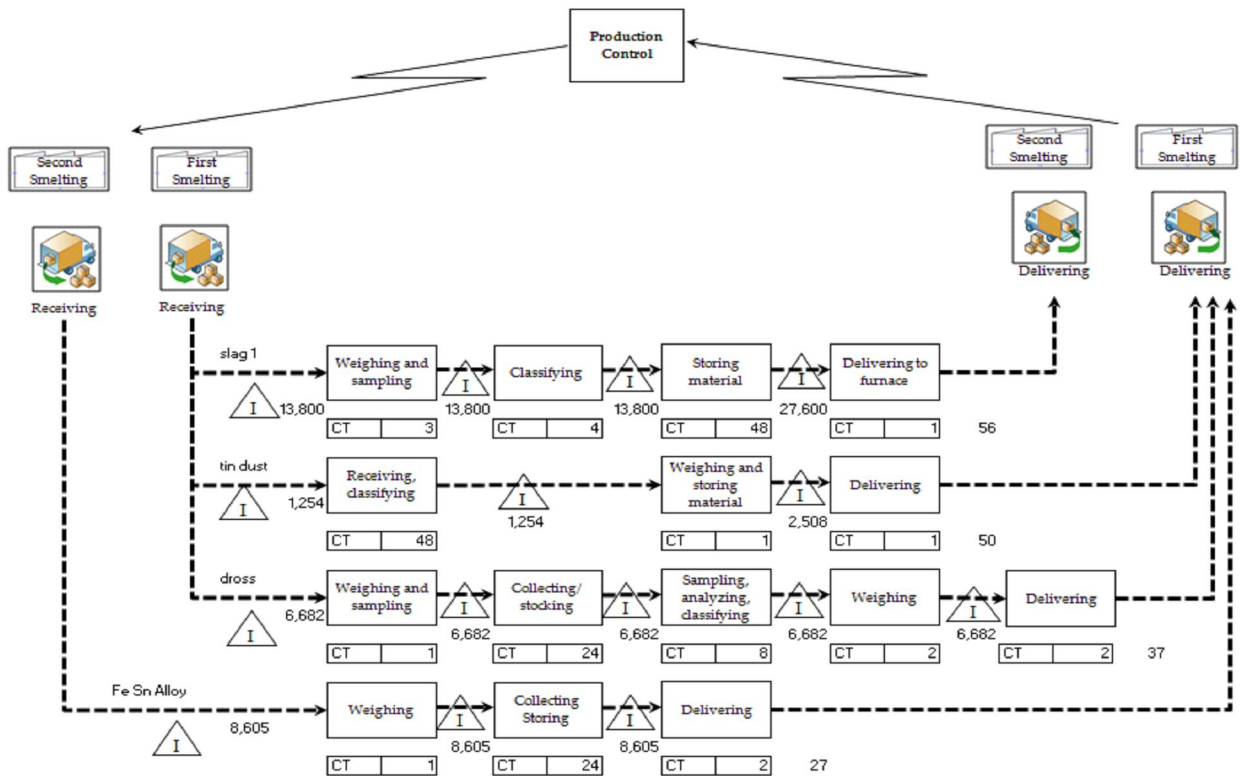 Production
Control
Second
Smelting
First
Smelting
Second
Smelting
First
Smelting
Receiving
Receiving
Delivering
Delivering
slag 1
Weighing and
sampling
Classifying
Storing
material
Delivering to
furnace
I
I
I
I
13,800
13,800
13,800
27,600
CT 3
CT 4
CT 48
CT 1
56
tin dust
Receiving,
classifying
Weighing and
storing
material
Delivering
I
I
I
1,254
1,254
2,508
CT 48
CT 1
CT 1
50
dross
Weighing and
sampling
Collecting/
stocking
Sampling,
analyzing,
classifying
Weighing
Delivering
I
I
I
I
I
6,682
6,682
6,682
6,682
6,682
CT 1
CT 24
CT 8
CT 2
CT 2
37
Fe Sn Alloy
Weighing
Collecting
Storing
Delivering
I
I
I
8,605
8,605
8,605
CT 1
CT 24
CT 2
27